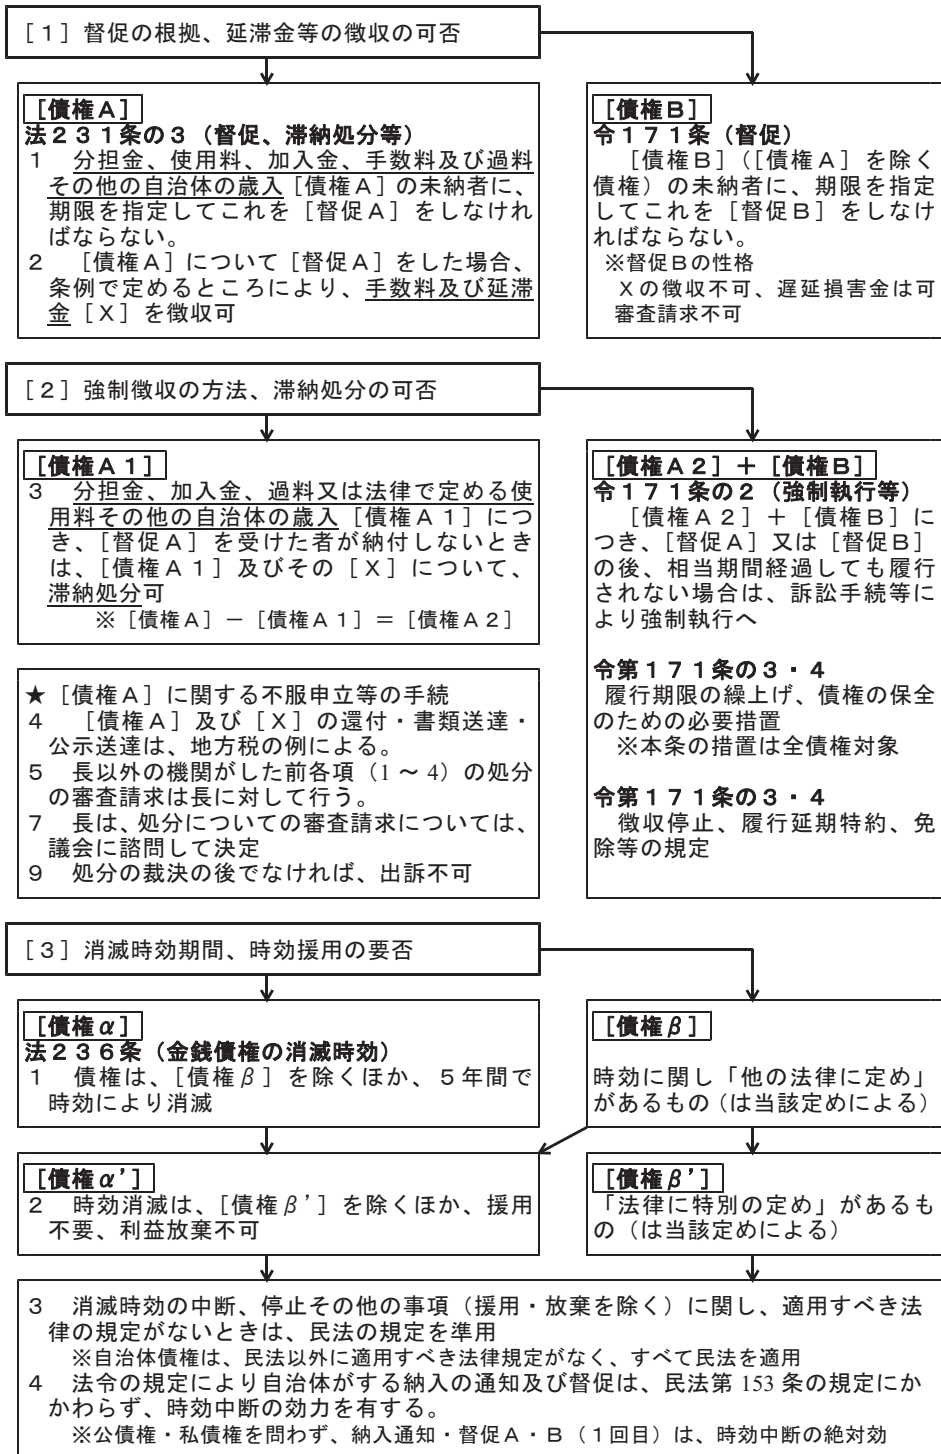 ［１］督促の根拠、延滞金等の徴収の可否
［債権Ａ］
法２３１条の３（督促、滞納処分等）
１　分担金、使用料、加入金、手数料及び過料
その他の自治体の歳入［債権Ａ］の未納者に、
期限を指定してこれを［督促Ａ］をしなけれ
ばならない。
２　［債権Ａ］について［督促Ａ］をした場合、
条例で定めるところにより、手数料及び延滞
金［Ｘ］を徴収可
［債権Ｂ］
令１７１条（督促）
［債権Ｂ］（［債権Ａ］を除く
債権）の未納者に、期限を指定
してこれを［督促Ｂ］をしなけ
ればならない。
※督促Ｂの性格
Ｘの徴収不可、遅延損害金は可
審査請求不可
［２］強制徴収の方法、滞納処分の可否
［債権Ａ１］
３　分担金、加入金、過料又は法律で定める使
用料その他の自治体の歳入［債権Ａ１］につ
き、［督促Ａ］を受けた者が納付しないとき
は、［債権Ａ１］及びその［Ｘ］について、
滞納処分可
※［債権Ａ］－［債権Ａ１］＝［債権Ａ２］
★［債権Ａ］に関する不服申立等の手続
４　［債権Ａ］及び［Ｘ］の還付・書類送達・
公示送達は、地方税の例による。
５　長以外の機関がした前各項（1 ～ 4）の処分
の審査請求は長に対して行う。
７　長は、処分についての審査請求については、
議会に諮問して決定
９　処分の裁決の後でなければ、出訴不可
［債権Ａ２］＋［債権Ｂ］
令１７１条の２（強制執行等）
［債権Ａ２］＋［債権Ｂ］に
つき、［督促Ａ］又は［督促Ｂ］
の後、相当期間経過しても履行
されない場合は、訴訟手続等に
より強制執行へ
令第１７１条の３・４
履行期限の繰上げ、債権の保全
のための必要措置
※本条の措置は全債権対象
令第１７１条の３・４
徴収停止、履行延期特約、免
除等の規定
［３］消滅時効期間、時効援用の要否
［債権α］
法２３６条（金銭債権の消滅時効）
１　債権は、［債権β］を除くほか、５年間で
時効により消滅
［債権β］
時効に関し「他の法律に定め」
があるもの（は当該定めによる）
［債権α’］
２　時効消滅は、［債権β’］を除くほか、援用
不要、利益放棄不可
［債権β’］
「法律に特別の定め」があるも
の（は当該定めによる）
３　消滅時効の中断、停止その他の事項（援用・放棄を除く）に関し、適用すべき法
律の規定がないときは、民法の規定を準用
※自治体債権は、民法以外に適用すべき法律規定がなく、すべて民法を適用
４　法令の規定により自治体がする納入の通知及び督促は、民法第 153 条の規定にか
かわらず、時効中断の効力を有する。
※公債権・私債権を問わず、納入通知・督促Ａ・Ｂ（１回目）は、時効中断の絶対効